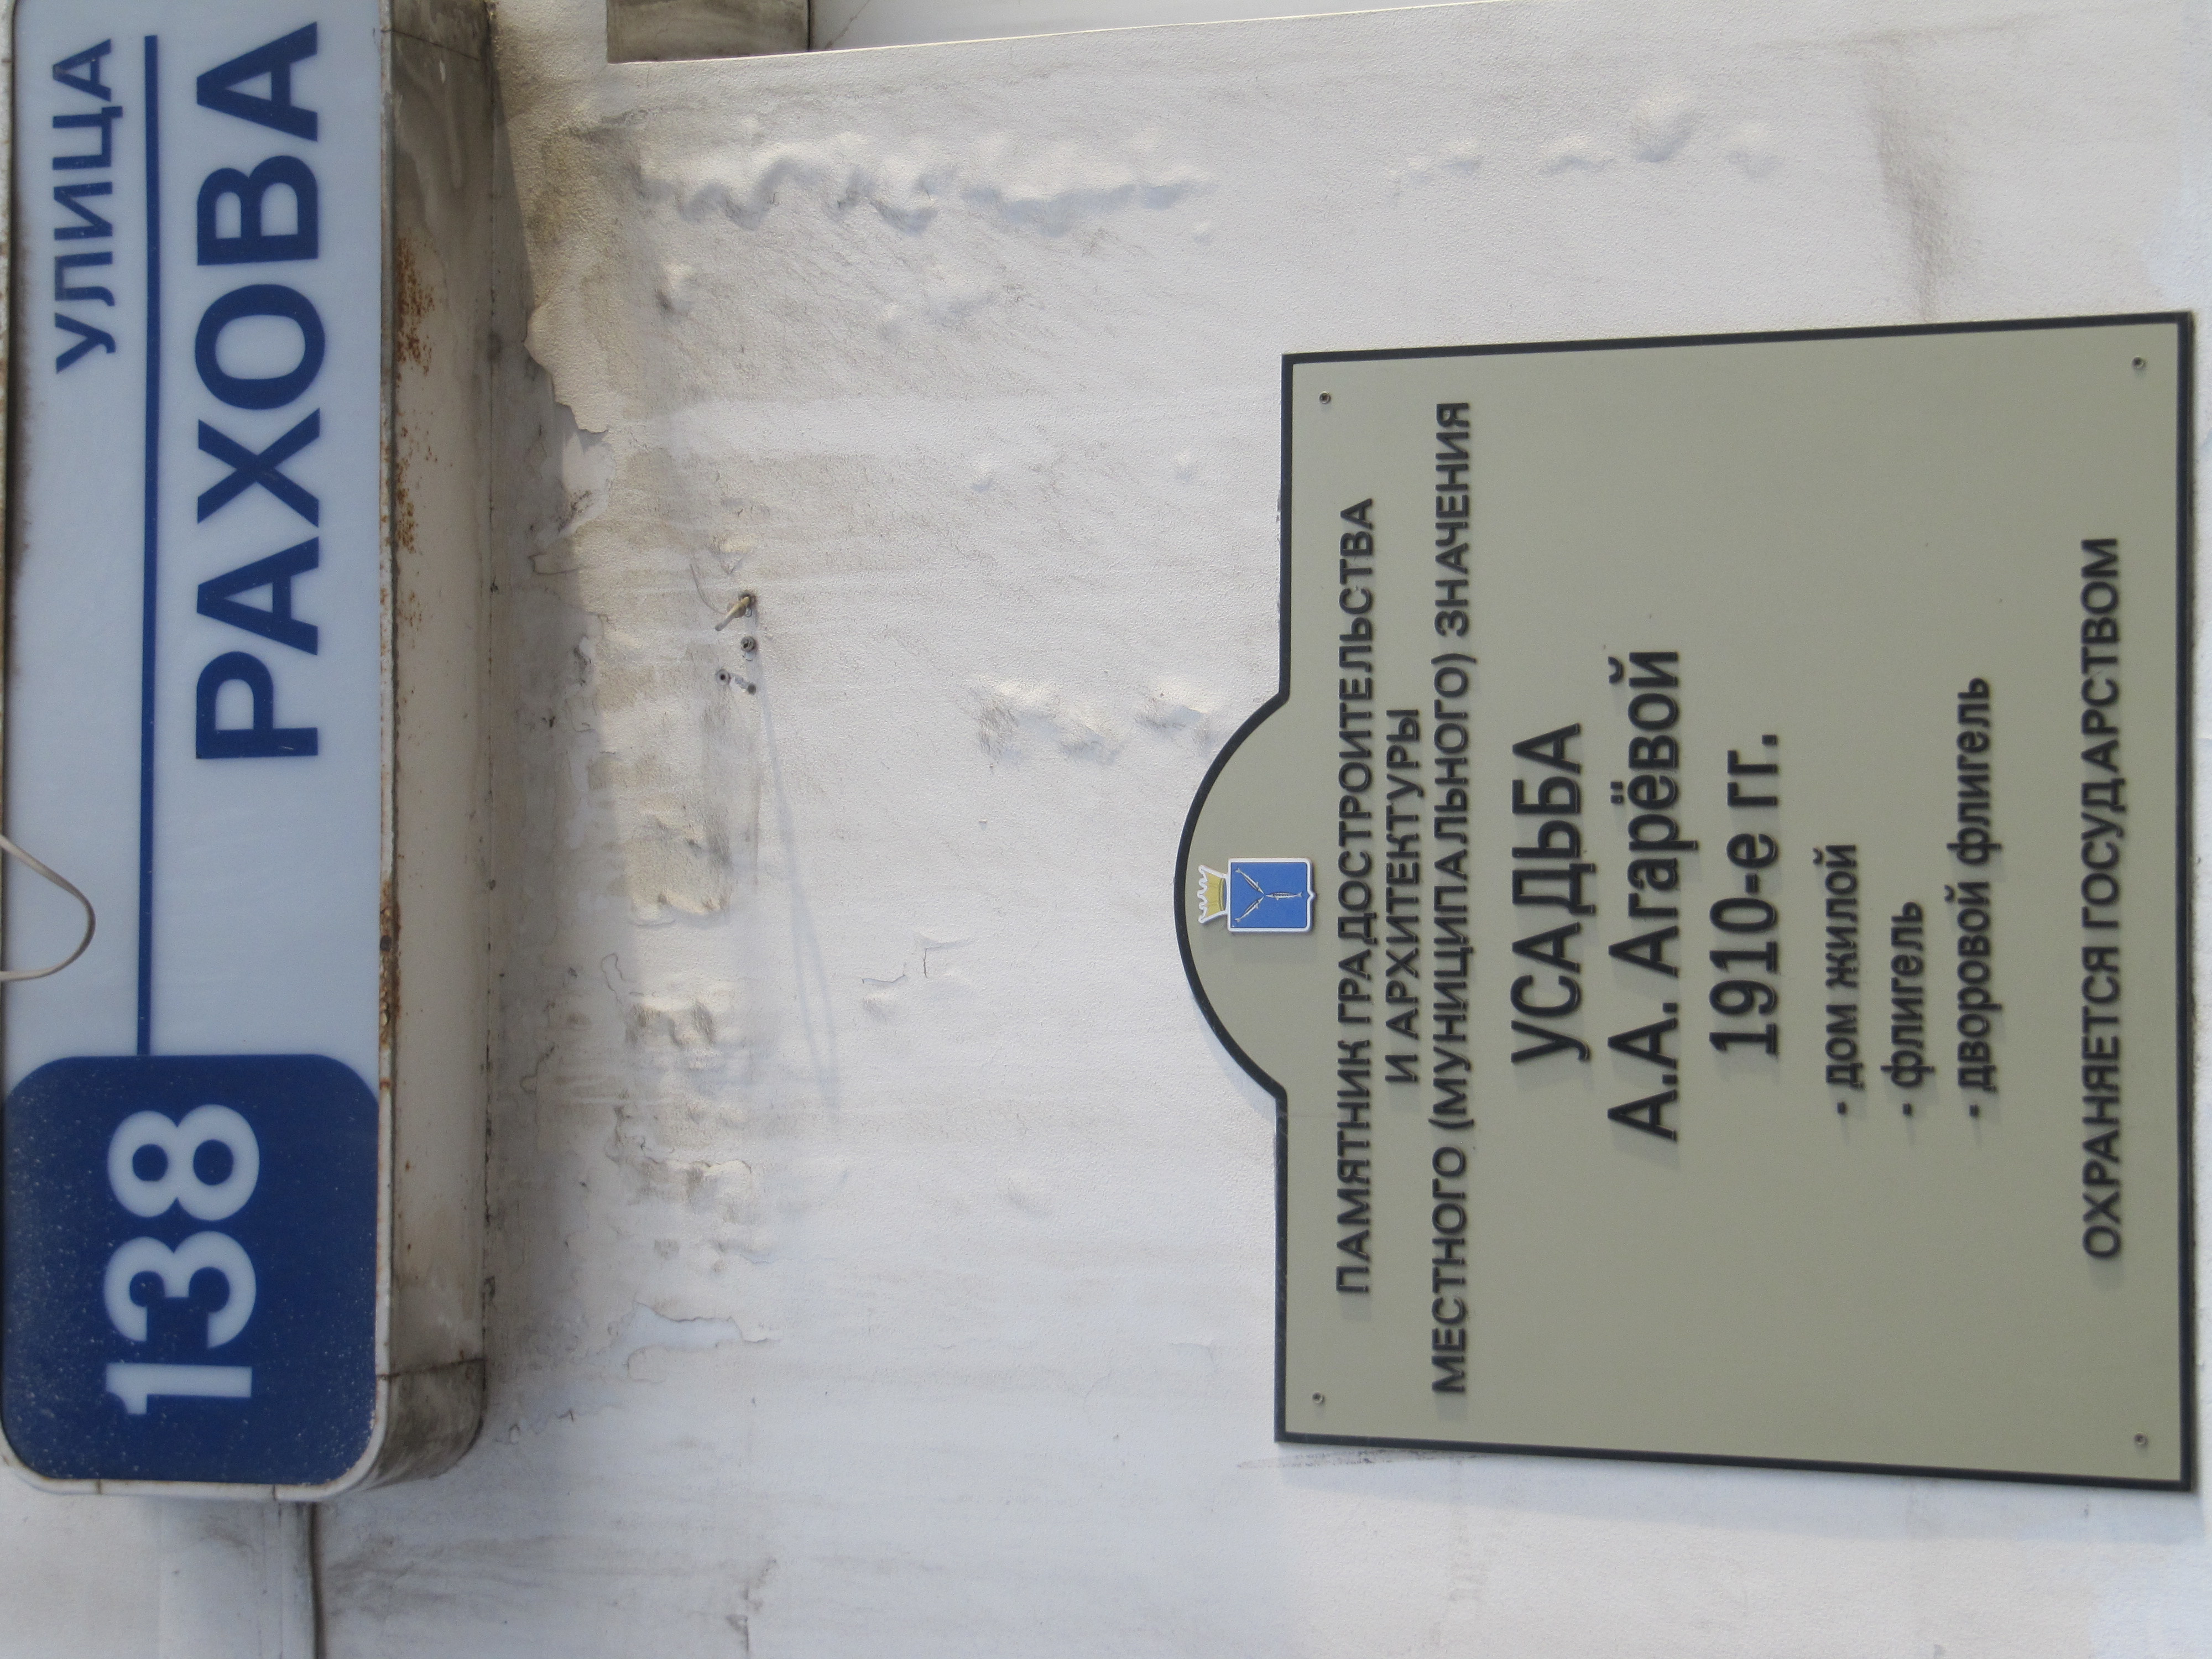 УЛИЦА
РАХОВА
138
ПАМЯТНИК ГРАДОСТРОИТЕЛЬСТВА
И АРХИТЕКТУРЫ
МЕСТНОГО (МУНИЦИПАЛЬНОГО) ЗНАЧЕНИЯ
УСАДЬБА
А.А. Агарёвой
1910-е гг.
- дом жилой
- флигель
- дворовой флигель
ОХРАНЯЕТСЯ ГОСУДАРСТВОМ